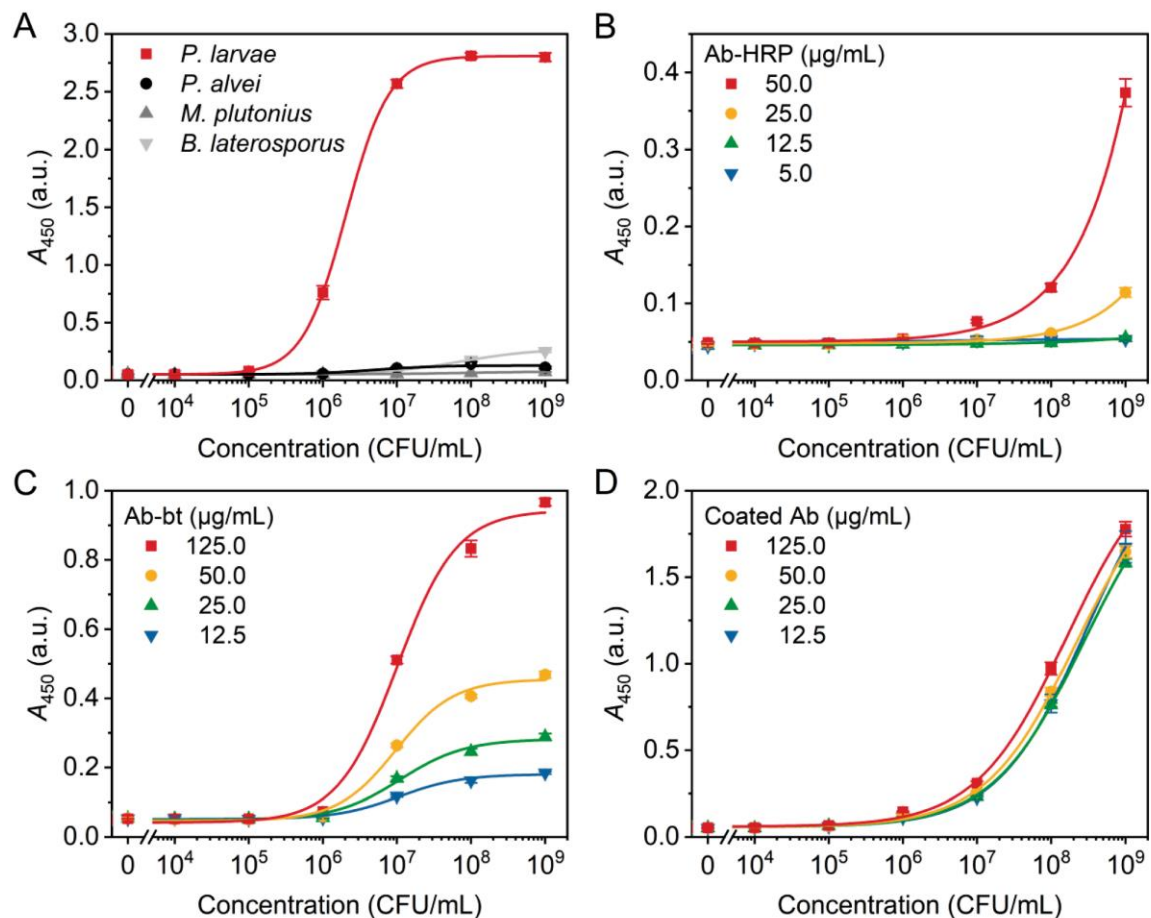 A
3.0
2.5
2.0
1.5
1.0
0.5
0.0
A450 (a.u.)
P. larvae
P. alvei
M. plutonius
B. laterosporus
0 10^4 10^5 10^6 10^7 10^8 10^9
Concentration (CFU/mL)
B
0.4
0.3
0.2
0.1
0.0
A450 (a.u.)
Ab-HRP (µg/mL)
50.0
25.0
12.5
5.0
0 10^4 10^5 10^6 10^7 10^8 10^9
Concentration (CFU/mL)
C
1.0
0.8
0.6
0.4
0.2
0.0
A450 (a.u.)
Ab-bt (µg/mL)
125.0
50.0
25.0
12.5
0 10^4 10^5 10^6 10^7 10^8 10^9
Concentration (CFU/mL)
D
2.0
1.5
1.0
0.5
0.0
A450 (a.u.)
Coated Ab (µg/mL)
125.0
50.0
25.0
12.5
0 10^4 10^5 10^6 10^7 10^8 10^9
Concentration (CFU/mL)